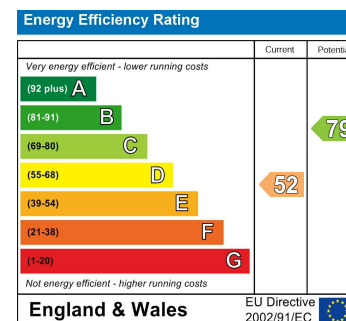 Energy Efficiency Rating
Current
Very energy efficient - lower running costs
(92 plus) A
(81-91) B
79
(69-80) C
(55-68) D
52
(39-54) E
(21-38) F
(1-20) G
Not energy efficient - higher running costs
England & Wales
EU Directive
2002/91/EC